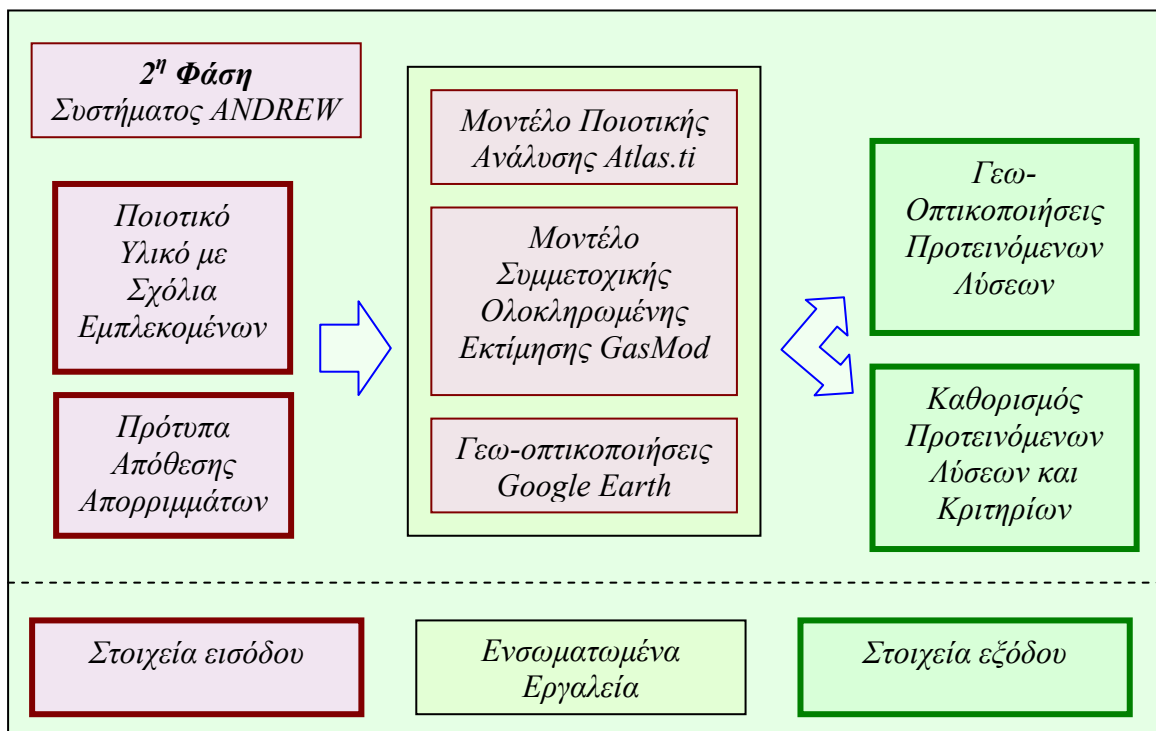 2η Φάση
Συστήματος ANDREW
Ποιοτικό
Υλικό με
Σχόλια
Εμπλεκομένων
Πρότυπα
Απόθεσης
Απορριμμάτων
Μοντέλο Ποιοτικής
Ανάλυσης Atlas.ti
Μοντέλο
Συμμετοχικής
Ολοκληρωμένης
Εκτίμησης GasMod
Γεω-οπτικοποιήσεις
Google Earth
Γεω-
Οπτικοποιήσεις
Προτεινόμενων
Λύσεων
Καθορισμός
Προτεινόμενων
Λύσεων και
Κριτηρίων
Στοιχεία εισόδου
Ενσωματωμένα
Εργαλεία
Στοιχεία εξόδου